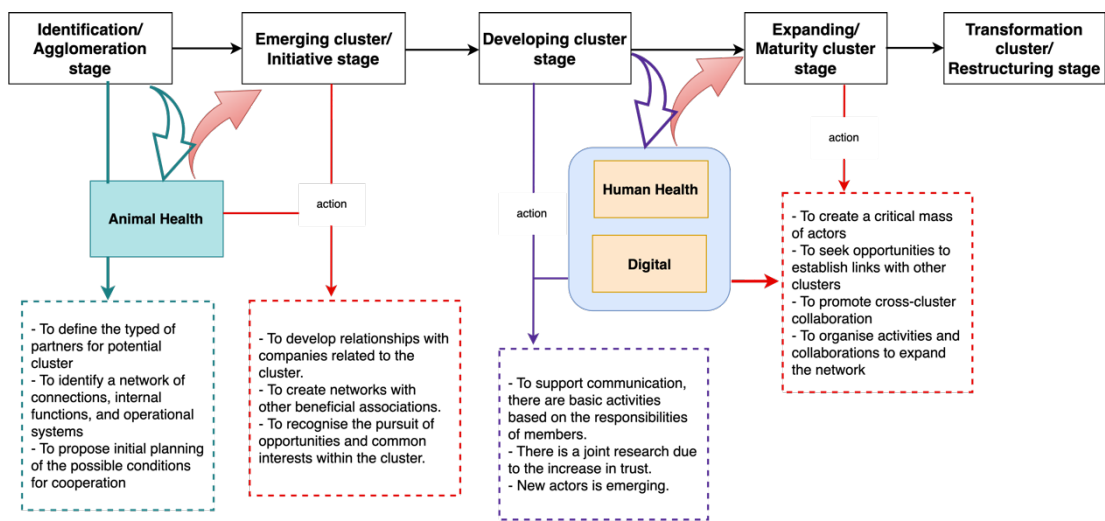 Identification/
Agglomeration
stage
Emerging cluster/
Initiative stage
Developing cluster
stage
Expanding/
Maturity cluster
stage
Transformation
cluster/
Restructuring stage
action
Human Health
Animal Health
action
action
Digital
- To create a critical mass
of actors
- To seek opportunities to
establish links with other
clusters
- To promote cross-cluster
collaboration
- To organise activities and
collaborations to expand
the network
- To define the typed of
partners for potential
cluster
- To identify a network of
connections, internal
functions, and operational
systems
- To propose initial planning
of the possible conditions
for cooperation
- To develop relationships with
companies related to the
cluster.
- To create networks with
other beneficial associations.
- To recognise the pursuit of
opportunities and common
interests within the cluster.
- To support communication,
there are basic activities
based on the responsibilities
of members.
- There is a joint research due
to the increase in trust.
- New actors is emerging.